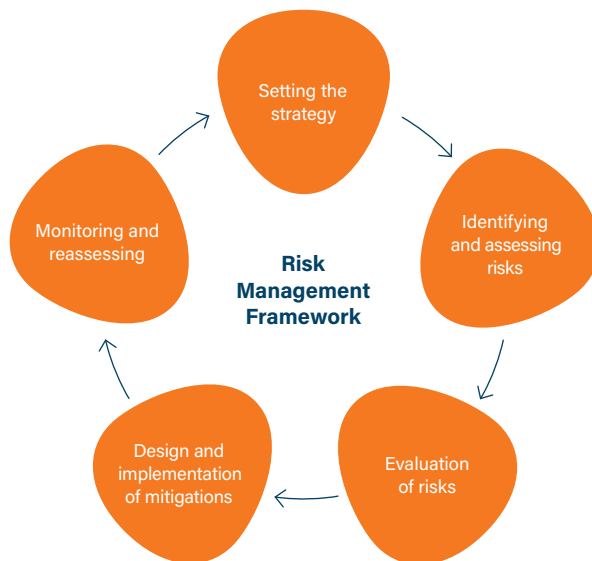 Setting the
strategy
Identifying
and assessing
risks
Evaluation
of risks
Design and
implementation
of mitigations
Monitoring and
reassessing
Risk
Management
Framework